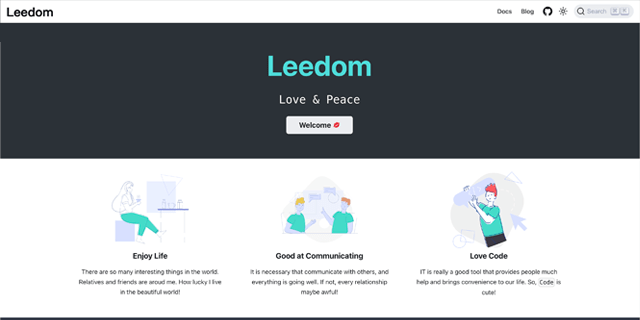 Leedom
Docs Blog Search ⌘ K
Leedom
Love & Peace
Welcome
Enjoy Life
There are so many interesting things in the world.
Relatives and friends are aroud me. How lucky I live
in the beautiful world!
Good at Communicating
It is necessary that communicate with others, and
everything is going well. If not, every relationship
maybe awful!
Love Code
IT is really a good tool that provides people much
help and brings convenience to our life. So, Code is
cute!